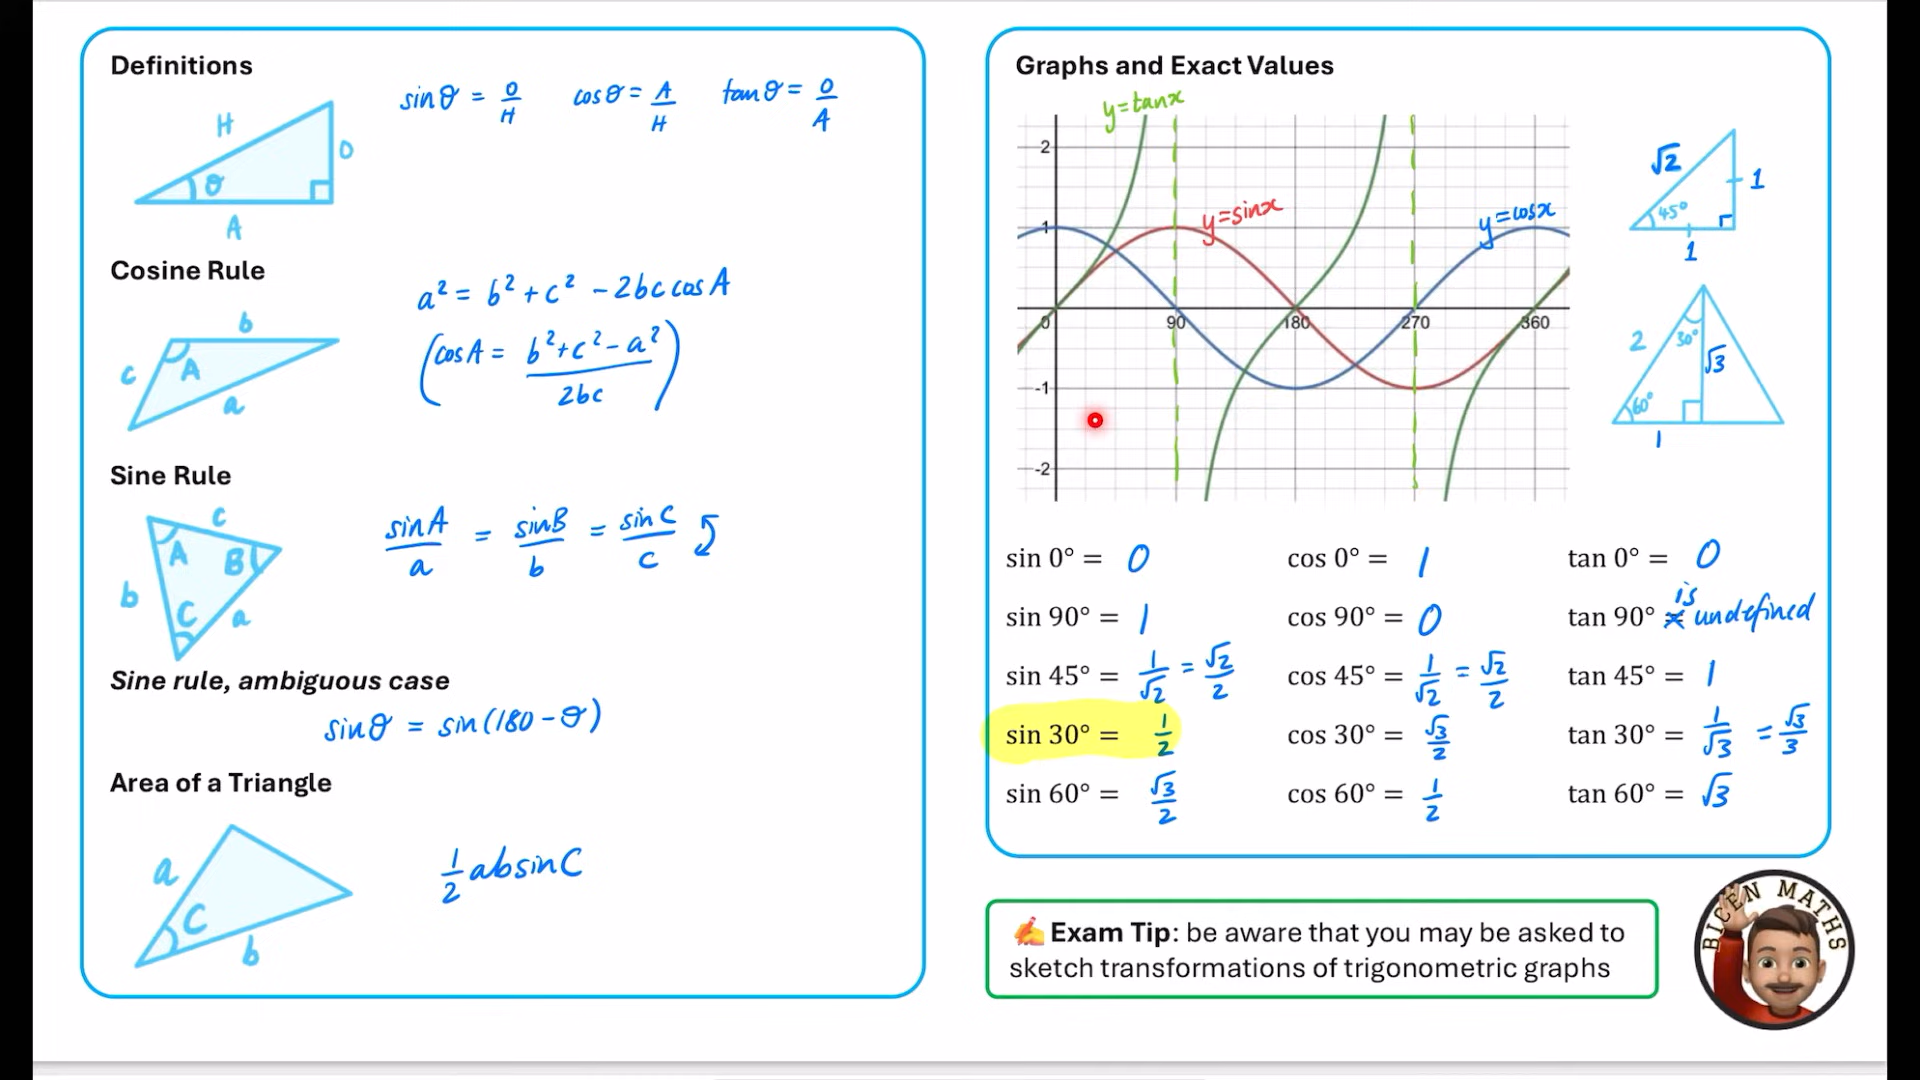 Definitions
sinθ = O/H cosθ = A/H tanθ = O/A
H
O
θ
A
Cosine Rule
a² = b² + c² - 2bc cosA
(cosA = b²+c²-a²/2bc)
b
c
A
a
Sine Rule
sinA/a = sinB/b = sinC/c
c
A
B
b
C
a
Sine rule, ambiguous case
sinθ = sin(180-θ)
Area of a Triangle
½absinC
a
C
b
Graphs and Exact Values
y=tanx
2
y=sinx
y=cosx
1
0 90 180 270 360
-1
-2
√2
1
45°
1
2
30°
√3
60°
1
sin 0° = 0 cos 0° = 1 tan 0° = 0
sin 90° = 1 cos 90° = 0 tan 90° is undefined
sin 45° = 1/√2 = √2/2 cos 45° = 1/√2 = √2/2 tan 45° = 1
sin 30° = 1/2 cos 30° = √3/2 tan 30° = 1/√3 = √3/3
sin 60° = √3/2 cos 60° = 1/2 tan 60° = √3
✍️ Exam Tip: be aware that you may be asked to
sketch transformations of trigonometric graphs
BICEN MATHS